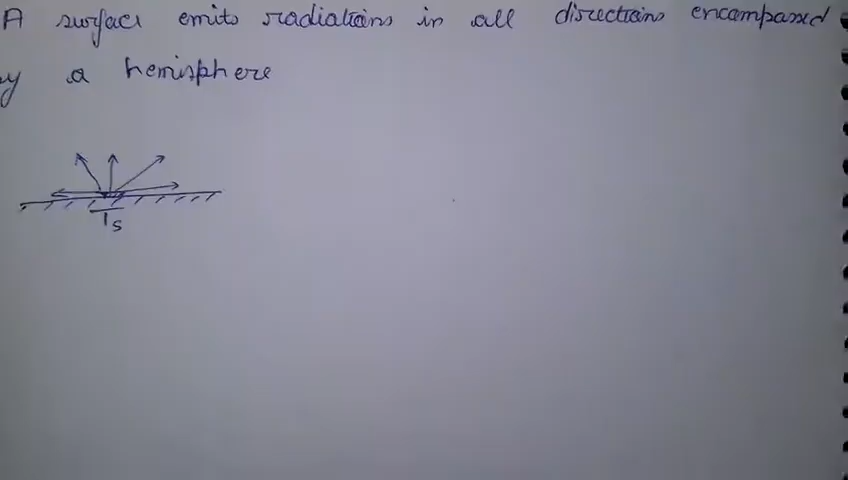 A surface emits radiations in all directions encompassed
by a hemisphere
Ts